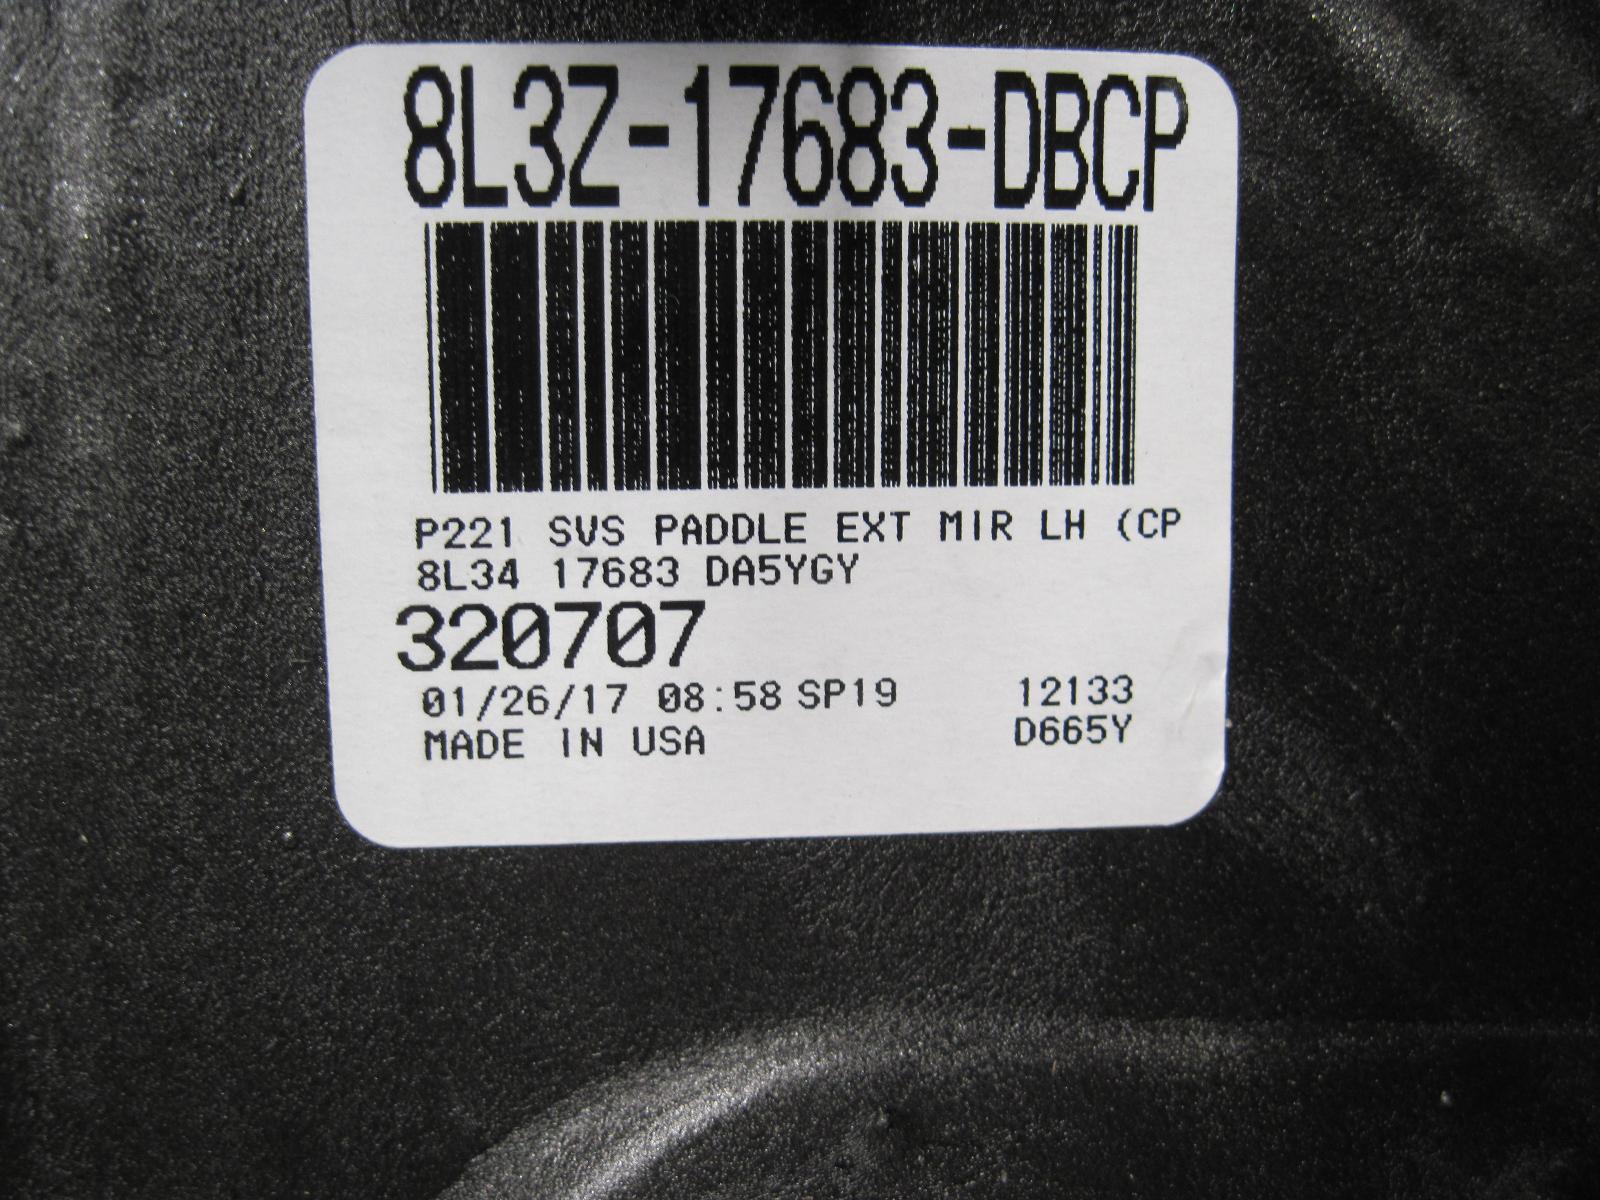 8L3Z-17683-DBCP
P221 SVS PADDLE EXT MIR LH (CP
8L34 17683 DA5YGY
320707
01/26/17 08:58 SP19 12133
MADE IN USA D665Y